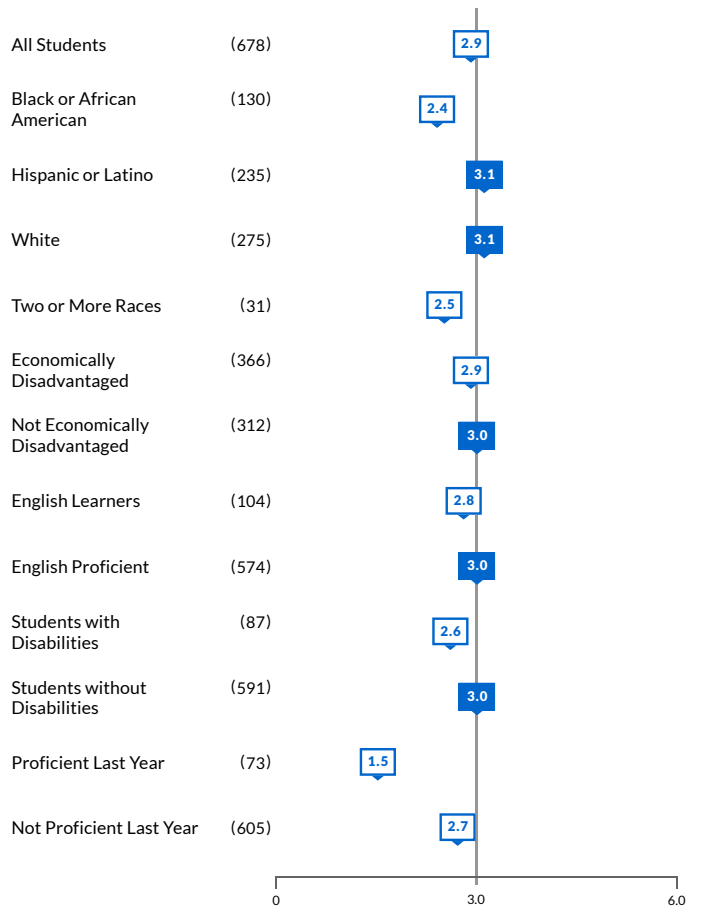 All Students (678) 2.9
Black or African (130) 2.4
American
Hispanic or Latino (235) 3.1
White (275) 3.1
Two or More Races (31) 2.5
Economically (366) 2.9
Disadvantaged
Not Economically (312) 3.0
Disadvantaged
English Learners (104) 2.8
English Proficient (574) 3.0
Students with (87) 2.6
Disabilities
Students without (591) 3.0
Disabilities
Proficient Last Year (73) 1.5
Not Proficient Last Year (605) 2.7
0 3.0 6.0